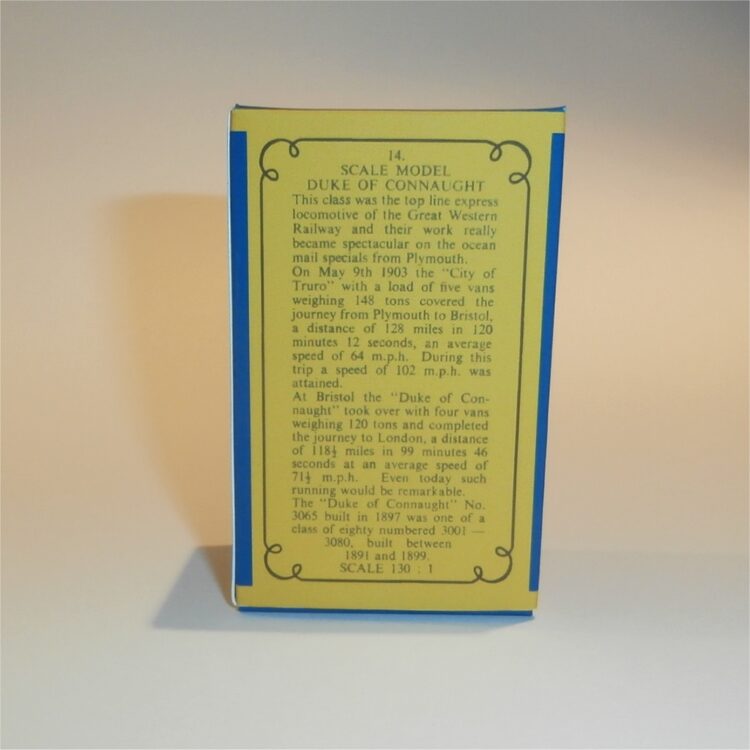 14.
SCALE MODEL
DUKE OF CONNAUGHT
This class was the top line express
locomotive of the Great Western
Railway and their work really
became spectacular on the ocean
mail specials from Plymouth.
On May 9th 1903 the "City of
Truro" with a load of five vans
weighing 148 tons covered the
journey from Plymouth to Bristol,
a distance of 128 miles in 120
minutes 12 seconds, an average
speed of 64 m.p.h. During this
trip a speed of 102 m.p.h. was
attained.
At Bristol the "Duke of Con-
naught" took over with four vans
weighing 120 tons and completed
the journey to London, a distance
of 118½ miles in 99 minutes 46
seconds at an average speed of
71½ m.p.h. Even today such
running would be remarkable.
The "Duke of Connaught" No.
3065 built in 1897 was one of a
class of eighty numbered 3001 —
3080, built between
1891 and 1899.
SCALE 130 : 1